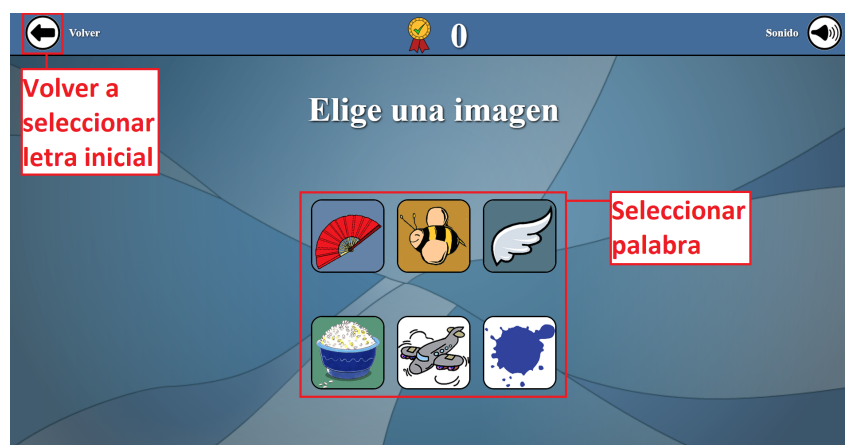 Volver
0
Sonido
Volver a
seleccionar
letra inicial
Elige una imagen
Seleccionar
palabra